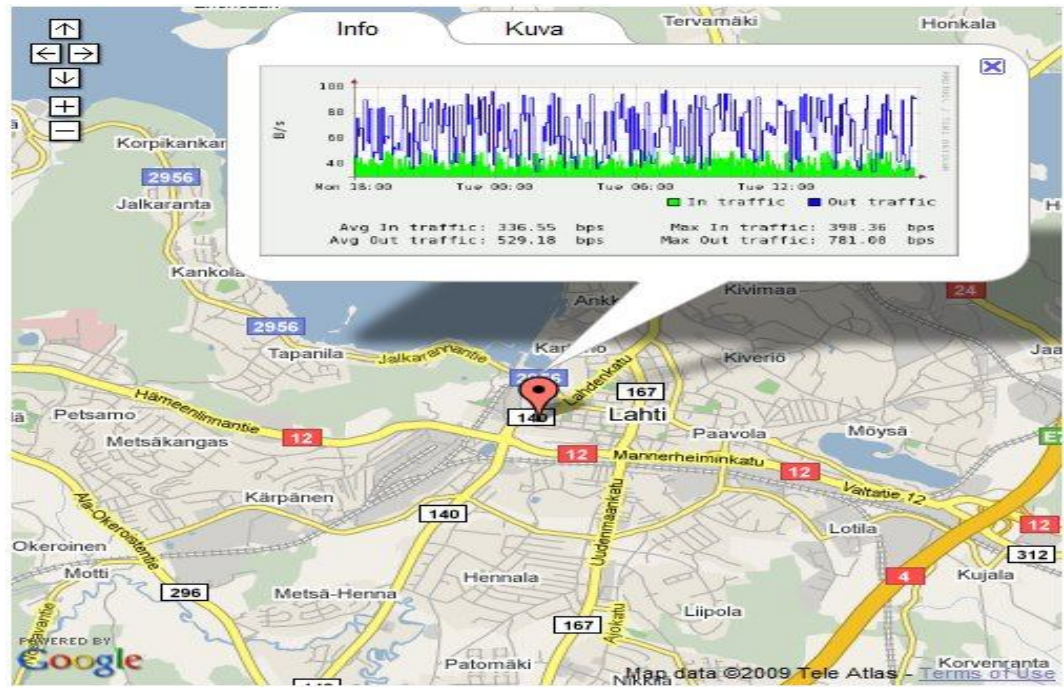 Info Kuva
Tervamäki
Honkala
100
80
60
40
B/s
Mon 18:00 Tue 00:00 Tue 06:00 Tue 12:00
In traffic Out traffic
Avg In traffic: 336.55 bps Max In traffic: 398.36 bps
Avg Out traffic: 529.18 bps Max Out traffic: 781.00 bps
Korpikankar
2956
Jalkaranta
Kankola
Kivimaa
24
Ankk
2956
Tapanila
Jalkarannantie
Kiveriö
Jaa
Lahdenkatu
167
Hämeenlinnantie
Petsamo
140
Lahti
Metsäkangas
12
Paavola
Möysä
12
Mannerheiminkatu
12
Valtatie 12
Kärpänen
Ala-Okeroistentie
140
Uudenmaankatu
Lotila
12
Okeroinen
312
Motti
Hennala
4
Kujala
296
Metsä-Henna
Liipola
167
Ajokatu
POWERED BY
Google
Patomäki
Nikkilä
Korvenranta
Map data ©2009 Tele Atlas - Terms of Use